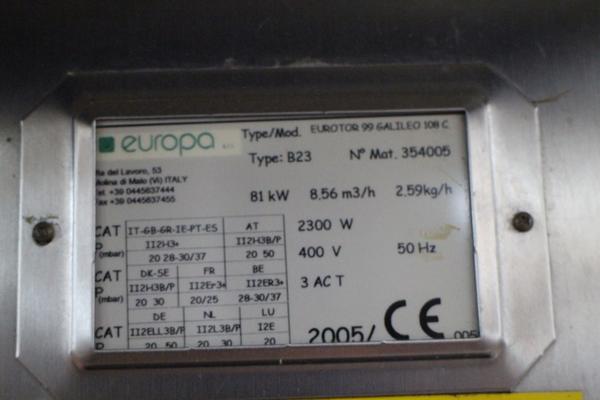 europa s.r.l.
Type/Mod. EUROTOR 99 GALILEO 108 C.
Type: B23 N° Mat. 354005
Via del Lavoro, 53
Molina di Malo (Vi) ITALY
Tel. +39 0445637444
Fax +39 0445637455
81 kW 8,56 m3/h 2,59kg/h
CAT IT-GB-GR-IE-PT-ES AT
P II2H3+ II2H3B/P
(mbar) 20 28-30/37 20 50
2300 W
400 V 50 Hz
3 AC T
CAT DK-SE FR BE
P II2H3B/P II2Er3+ II2ER3+
(mbar) 20 30 20/25 28-30/37
DE NL LU
CAT II2ELL3B/P II2L3B/P I2E
P 20 50 20 30 20
2005/ CE 005